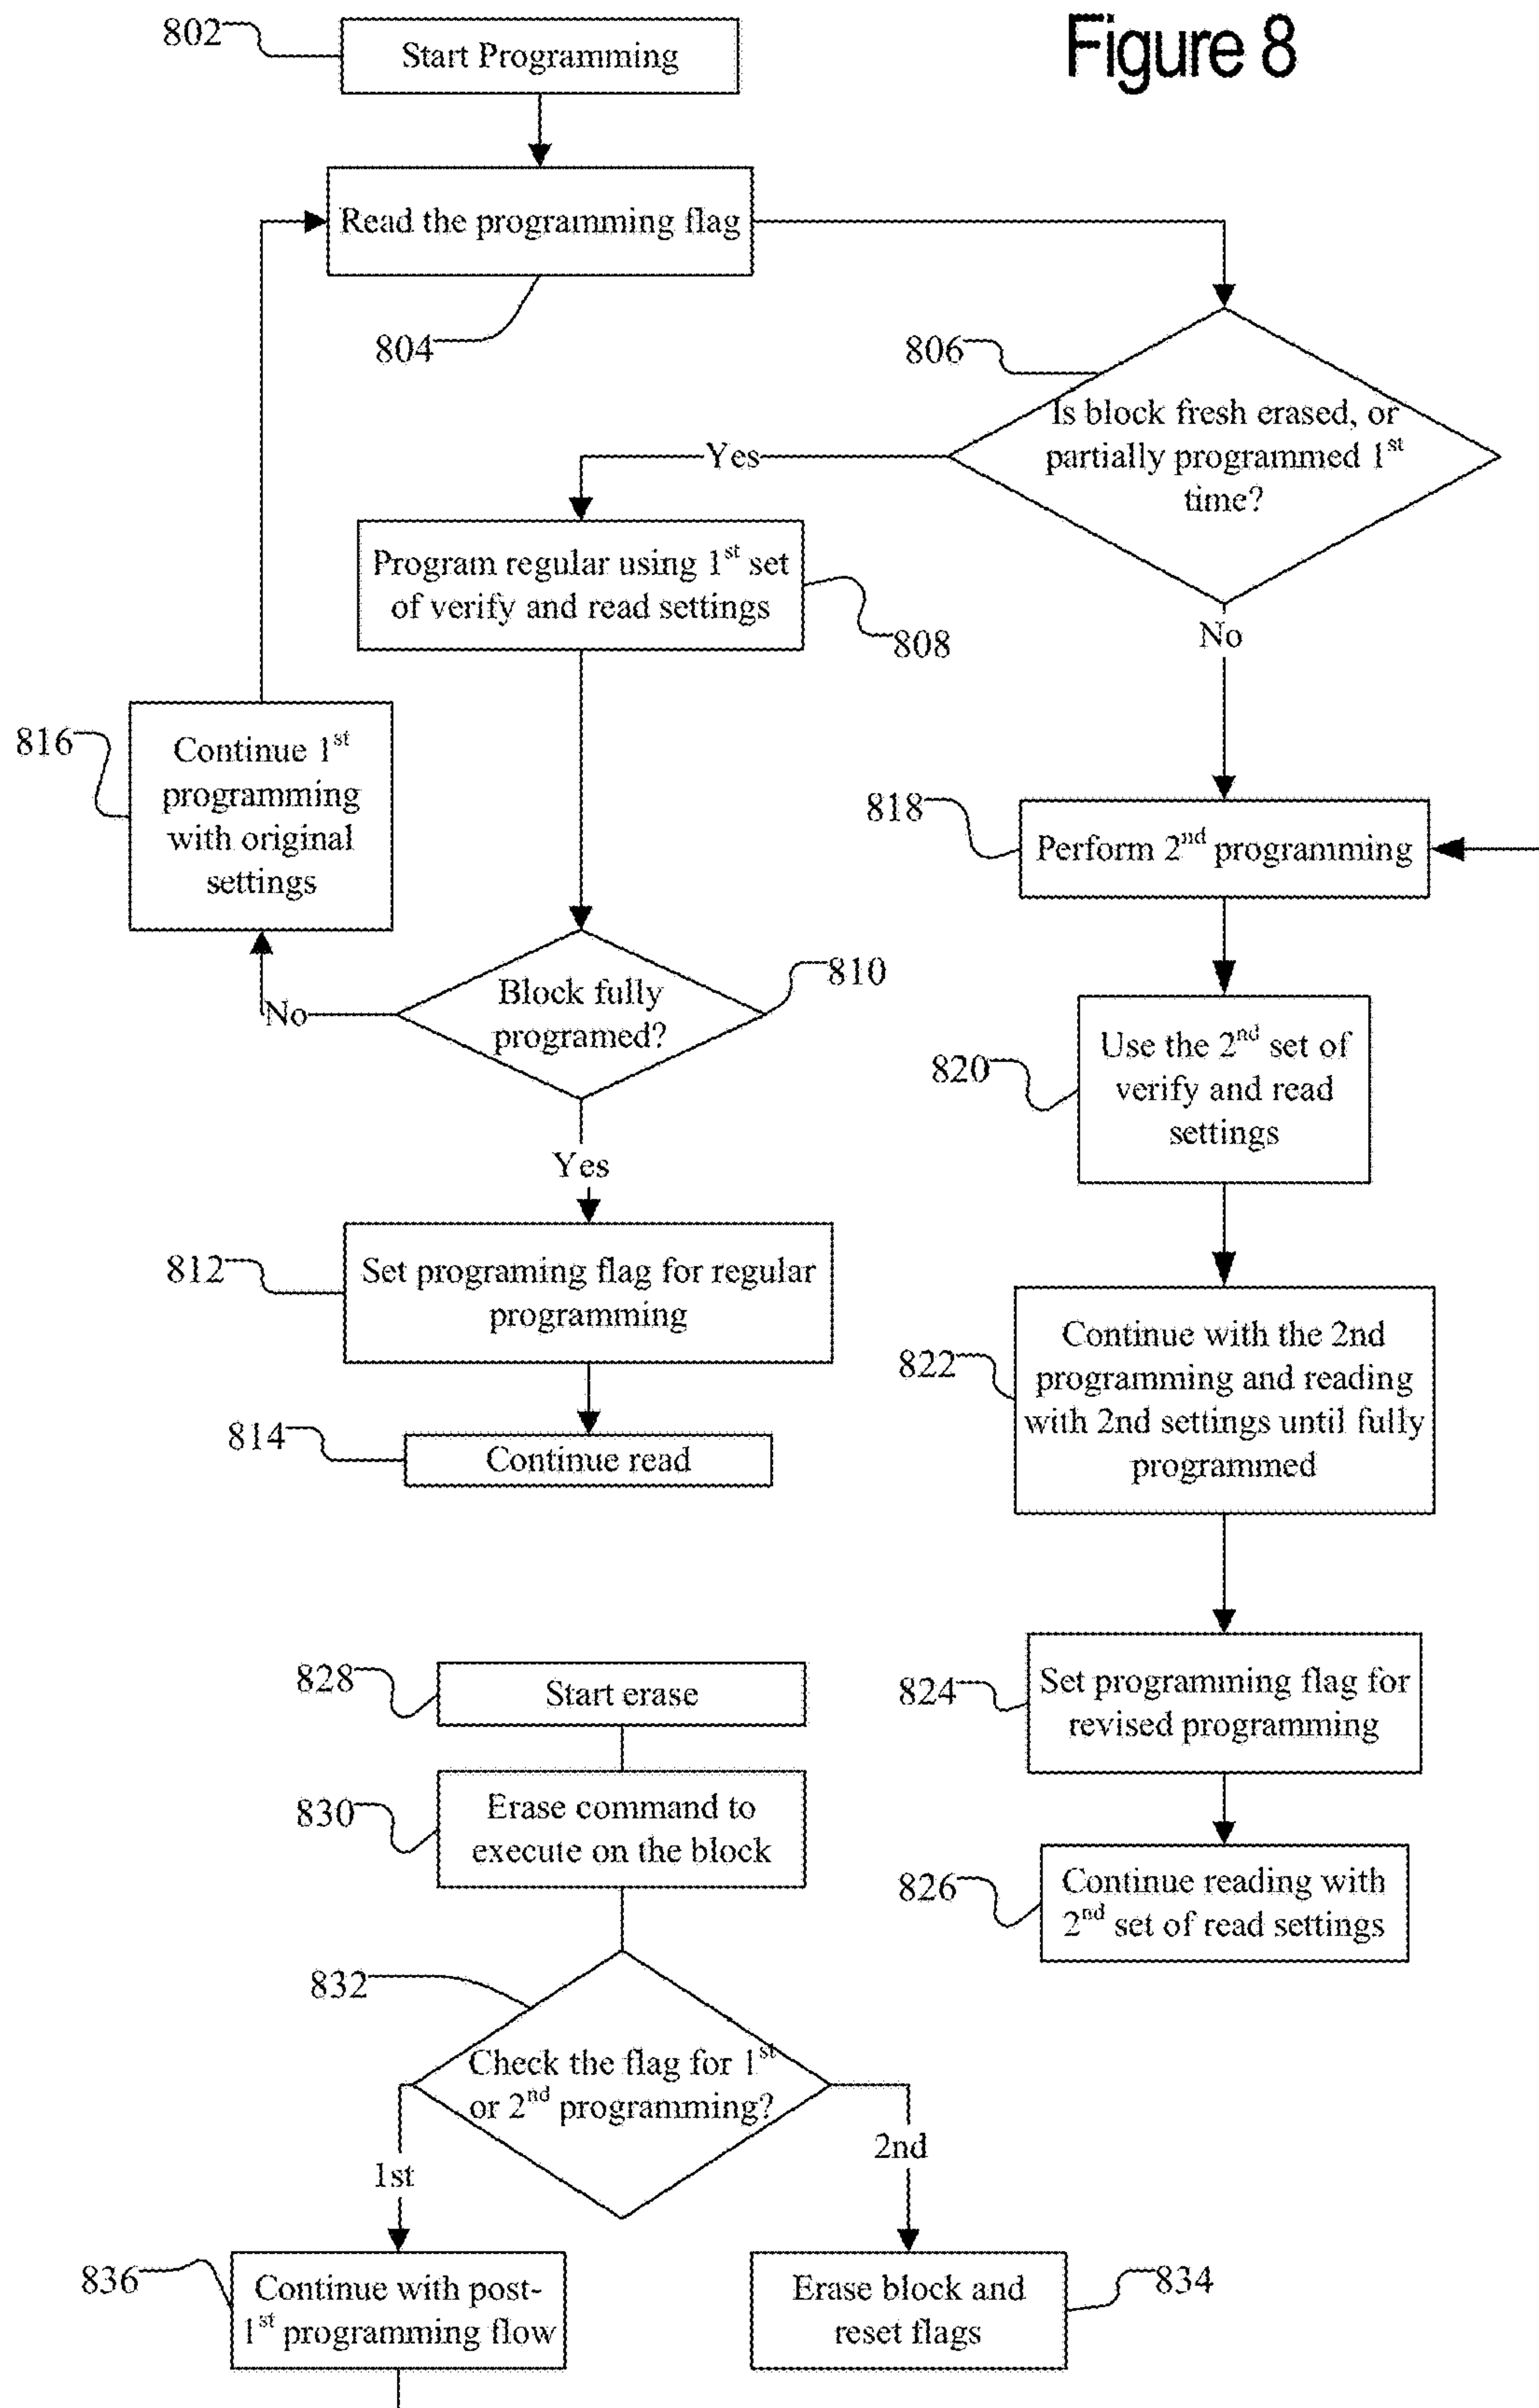 Figure 8
802
Start Programming
Read the programming flag
804
806
Is block fresh erased, or
partially programmed 1st
time?
Yes
Program regular using 1st set
of verify and read settings
808
No
816
Continue 1st
programming
with original
settings
818
Perform 2nd programming
810
Block fully
programed?
No
820
Use the 2nd set of
verify and read
settings
Yes
812
Set programing flag for regular
programming
822
Continue with the 2nd
programming and reading
with 2nd settings until fully
programmed
814
Continue read
828
Start erase
824
Set programming flag for
revised programming
830
Erase command to
execute on the block
826
Continue reading with
2nd set of read settings
832
Check the flag for 1st
or 2nd programming?
1st
2nd
836
Continue with post-
1st programming flow
Erase block and
reset flags
834